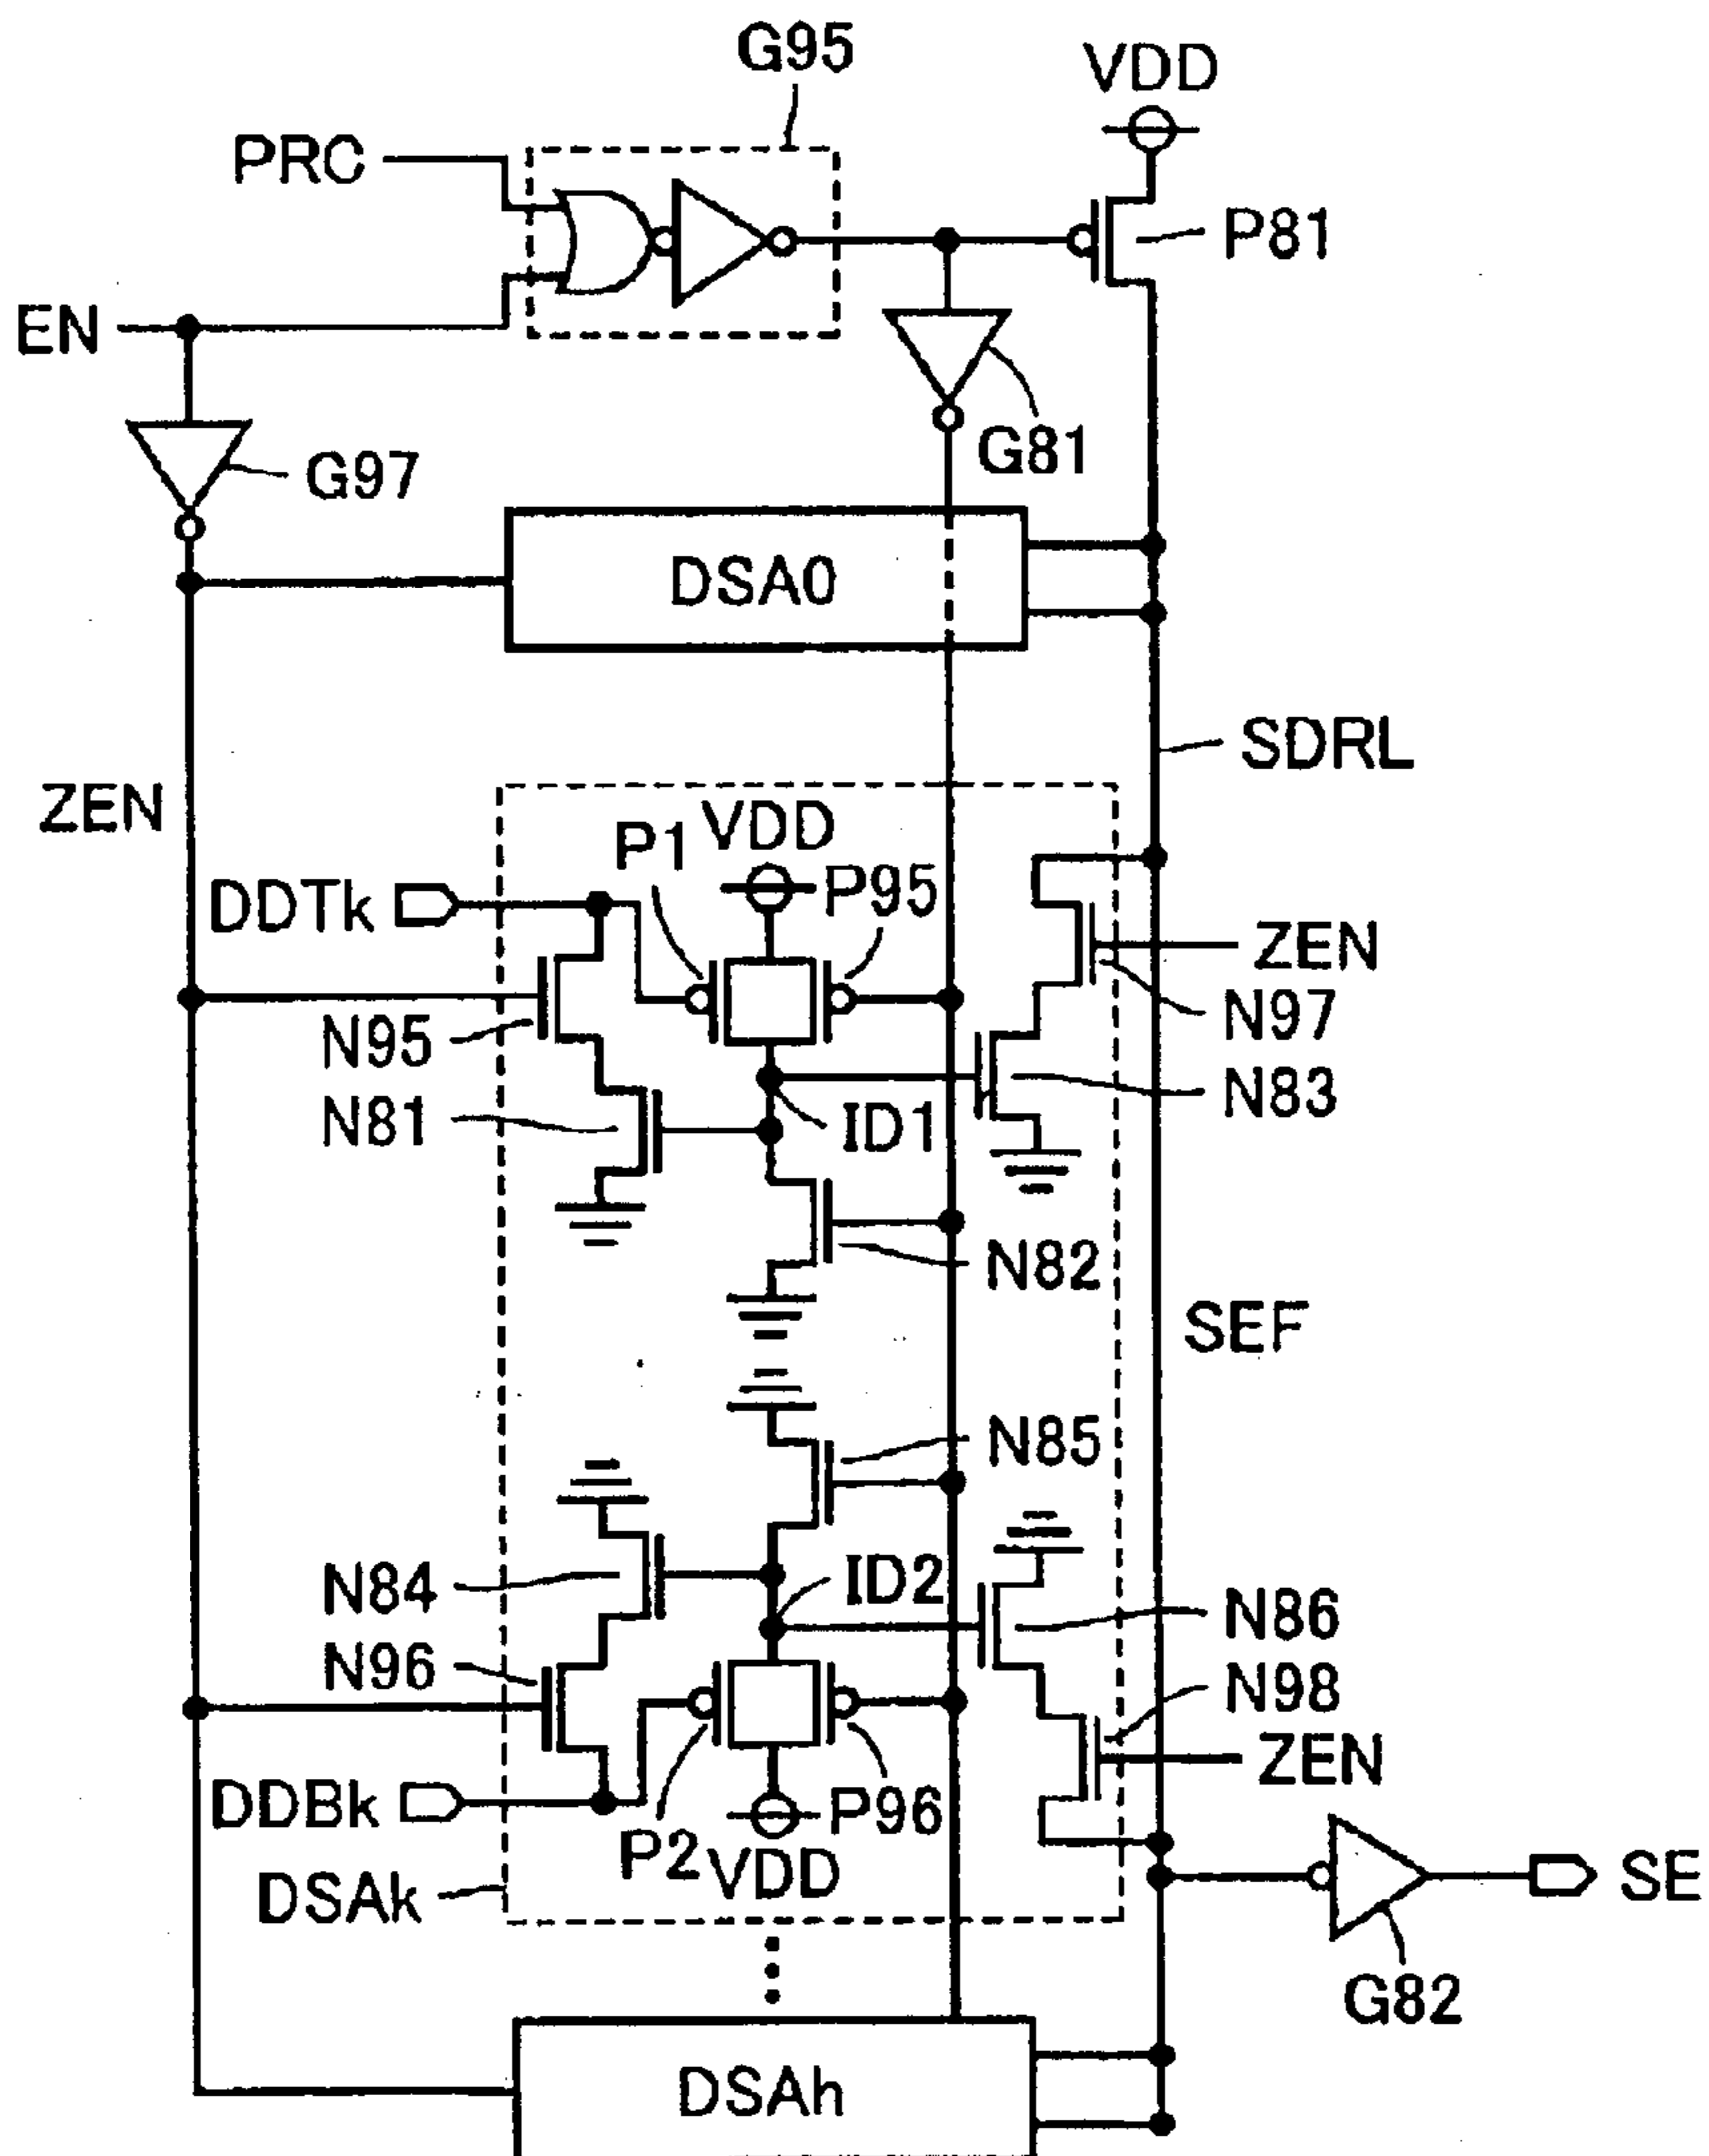 G95
VDD
PRC
P81
EN
G81
G97
DSA0
SDRL
ZEN
P1
VDD
P95
DDTk
ZEN
N95
N97
N81
ID1
N83
N82
SEF
N85
N84
ID2
N86
N96
N98
ZEN
DDBk
P2
VDD
P96
DSAk
SE
G82
DSAh